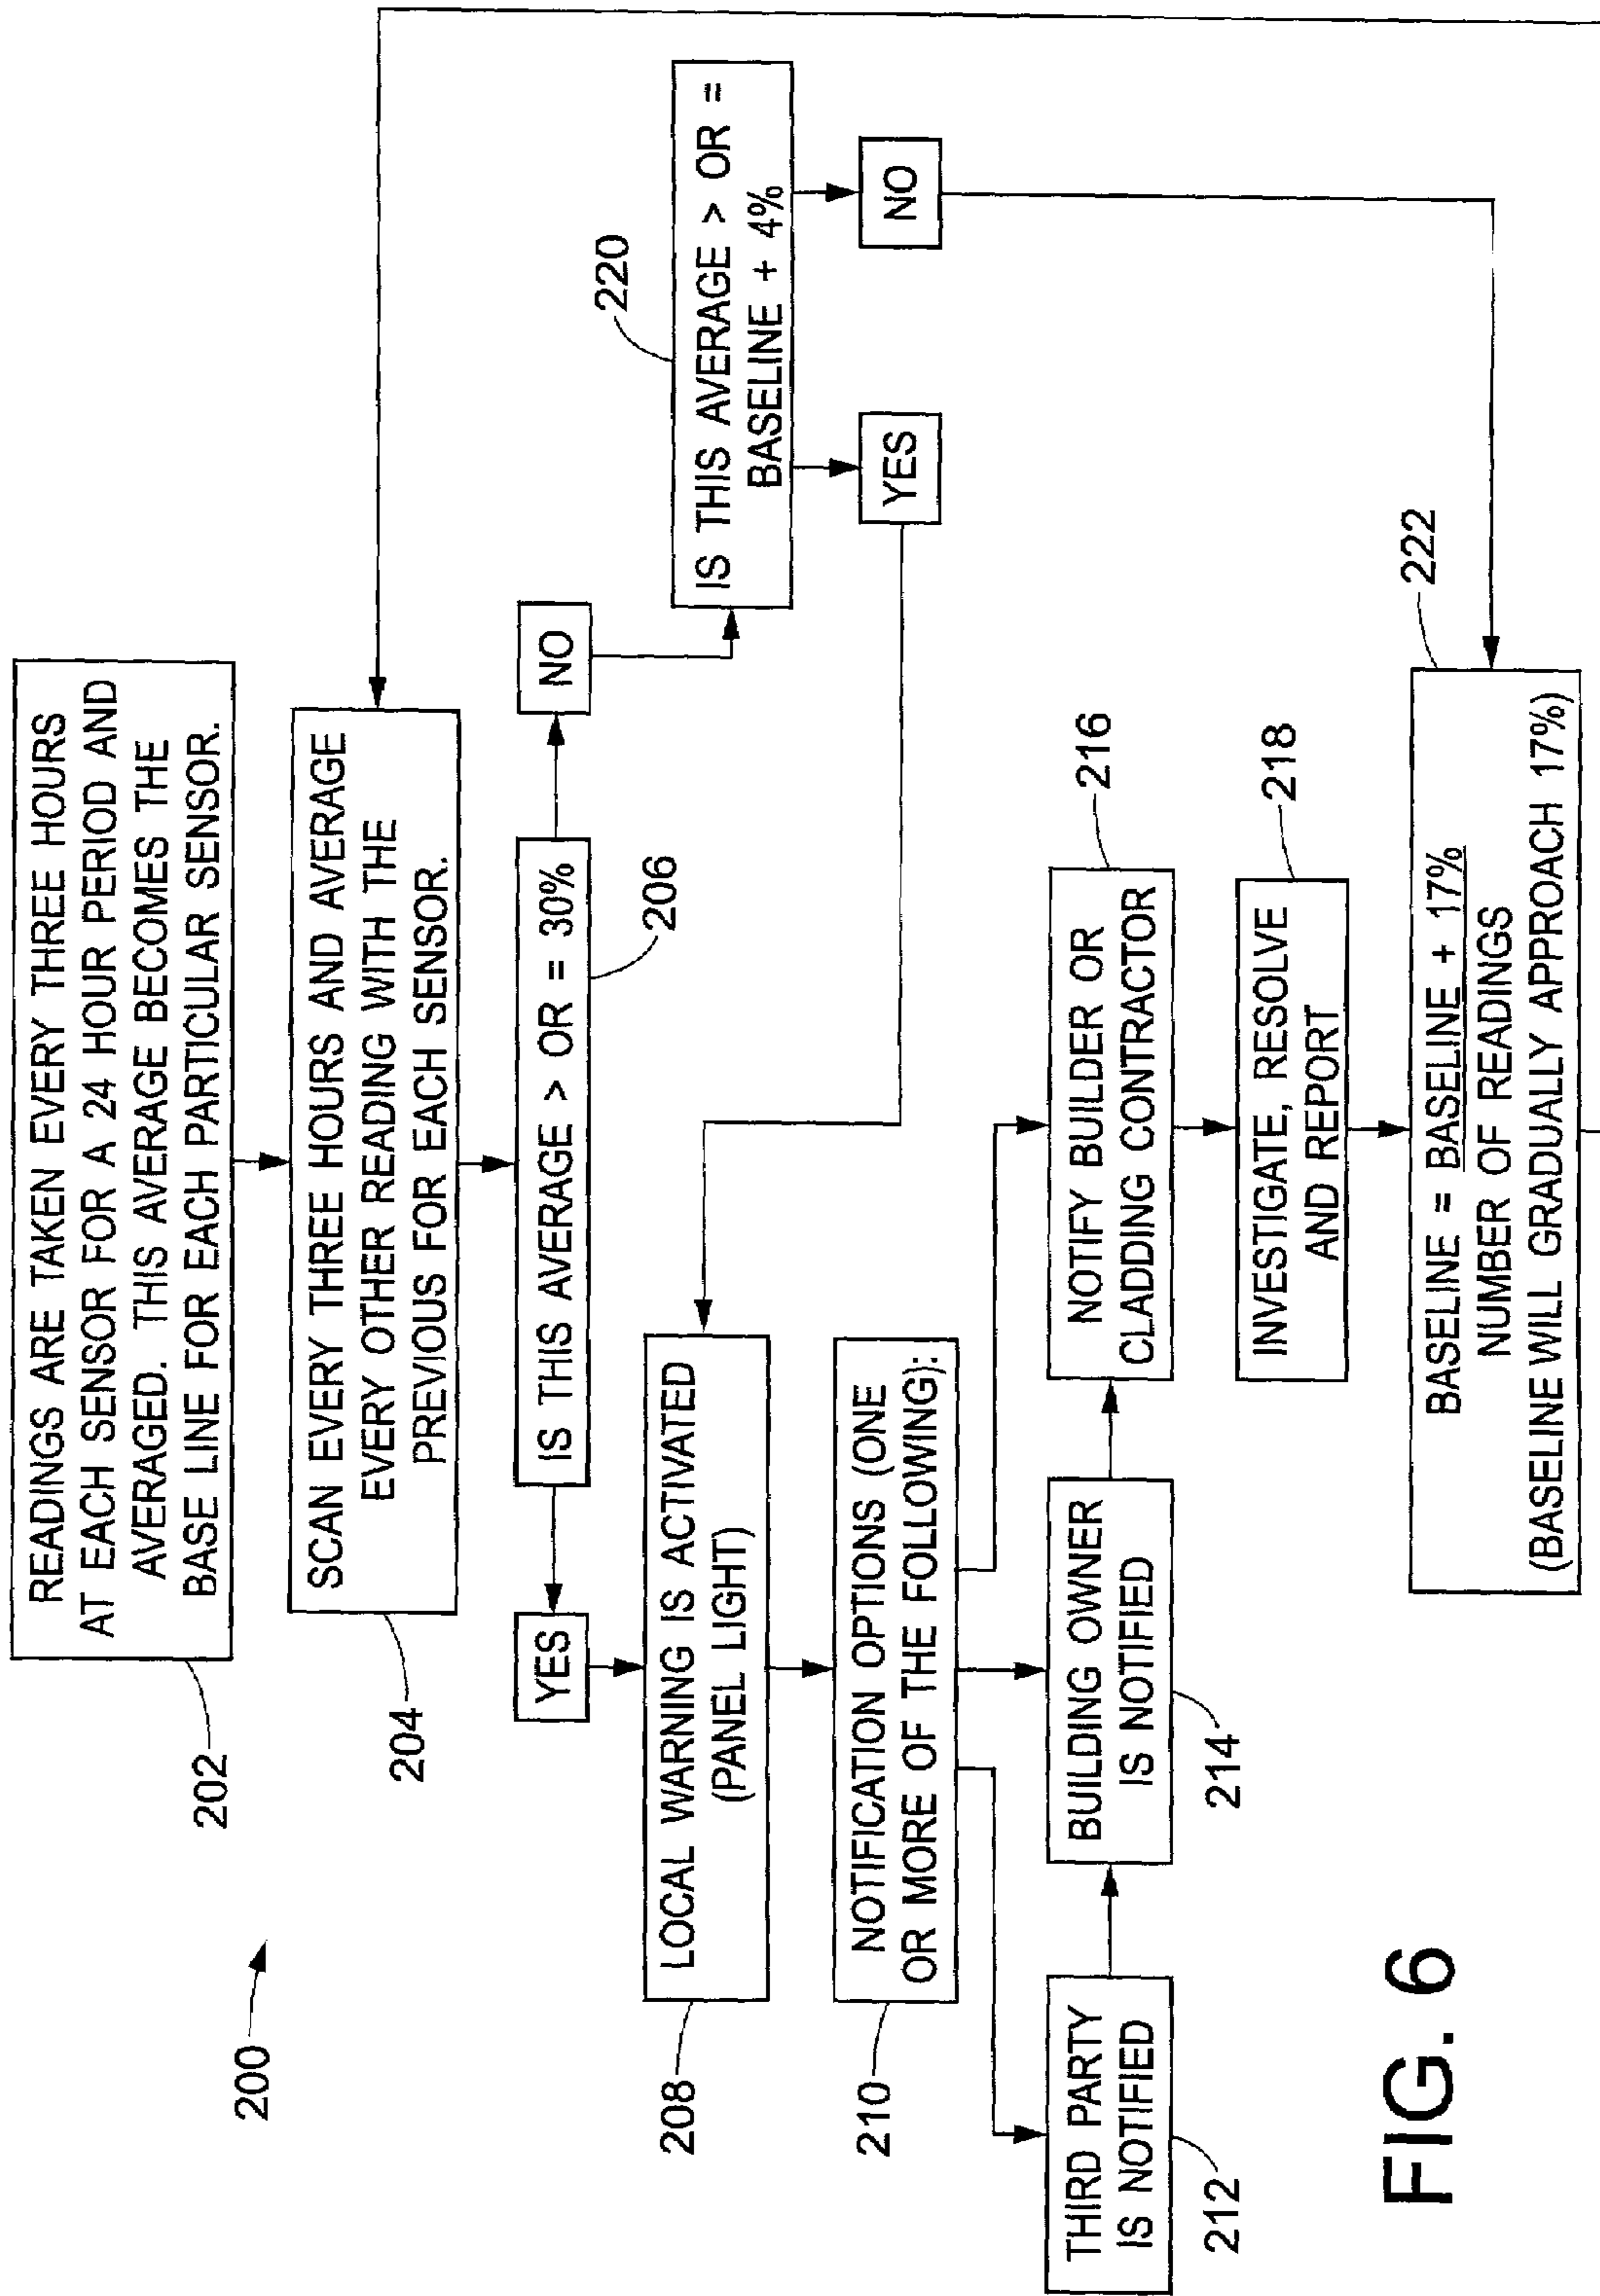 200
READINGS ARE TAKEN EVERY THREE HOURS
AT EACH SENSOR FOR A 24 HOUR PERIOD AND
AVERAGED. THIS AVERAGE BECOMES THE
BASE LINE FOR EACH PARTICULAR SENSOR.
202
SCAN EVERY THREE HOURS AND AVERAGE
EVERY OTHER READING WITH THE
PREVIOUS FOR EACH SENSOR.
204
YES
IS THIS AVERAGE > OR = 30%
NO
206
LOCAL WARNING IS ACTIVATED
(PANEL LIGHT)
208
220
IS THIS AVERAGE > OR =
BASELINE + 4%
YES
NO
NOTIFICATION OPTIONS (ONE
OR MORE OF THE FOLLOWING):
210
THIRD PARTY
IS NOTIFIED
212
BUILDING OWNER
IS NOTIFIED
214
NOTIFY BUILDER OR
CLADDING CONTRACTOR
216
INVESTIGATE, RESOLVE
AND REPORT
218
BASELINE = BASELINE + 17%
NUMBER OF READINGS
(BASELINE WILL GRADUALLY APPROACH 17%)
222
FIG. 6